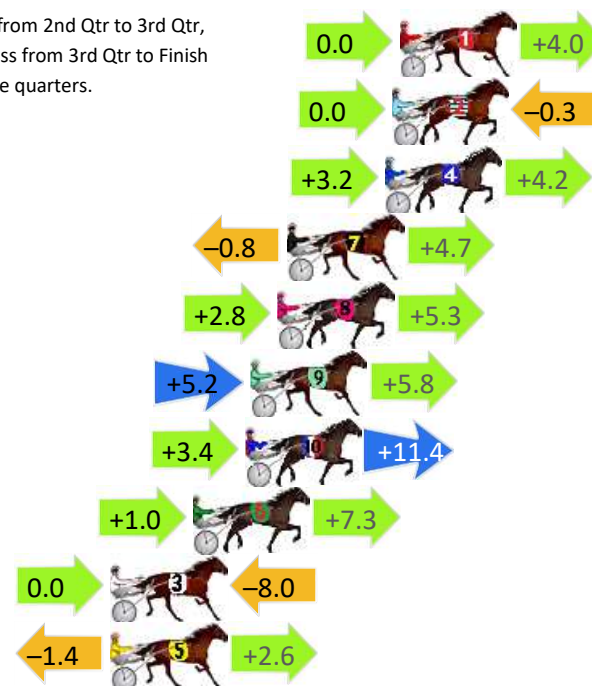 from 2nd Qtr to 3rd Qtr,
ss from 3rd Qtr to Finish
e quarters.
0.0 1 +4.0
0.0 2 –0.3
+3.2 4 +4.2
–0.8 7 +4.7
+2.8 8 +5.3
+5.2 9 +5.8
+3.4 10 +11.4
+1.0 6 +7.3
0.0 3 –8.0
–1.4 5 +2.6